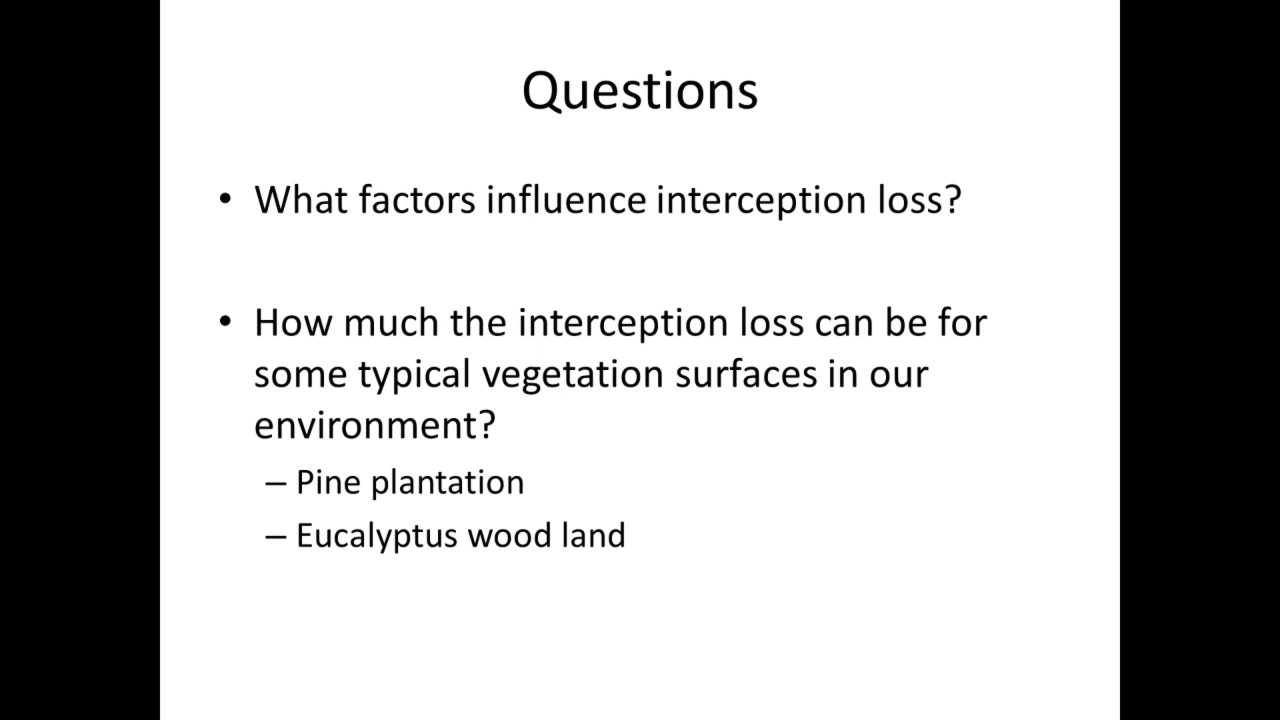 Questions
• What factors influence interception loss?
• How much the interception loss can be for
some typical vegetation surfaces in our
environment?
– Pine plantation
– Eucalyptus wood land